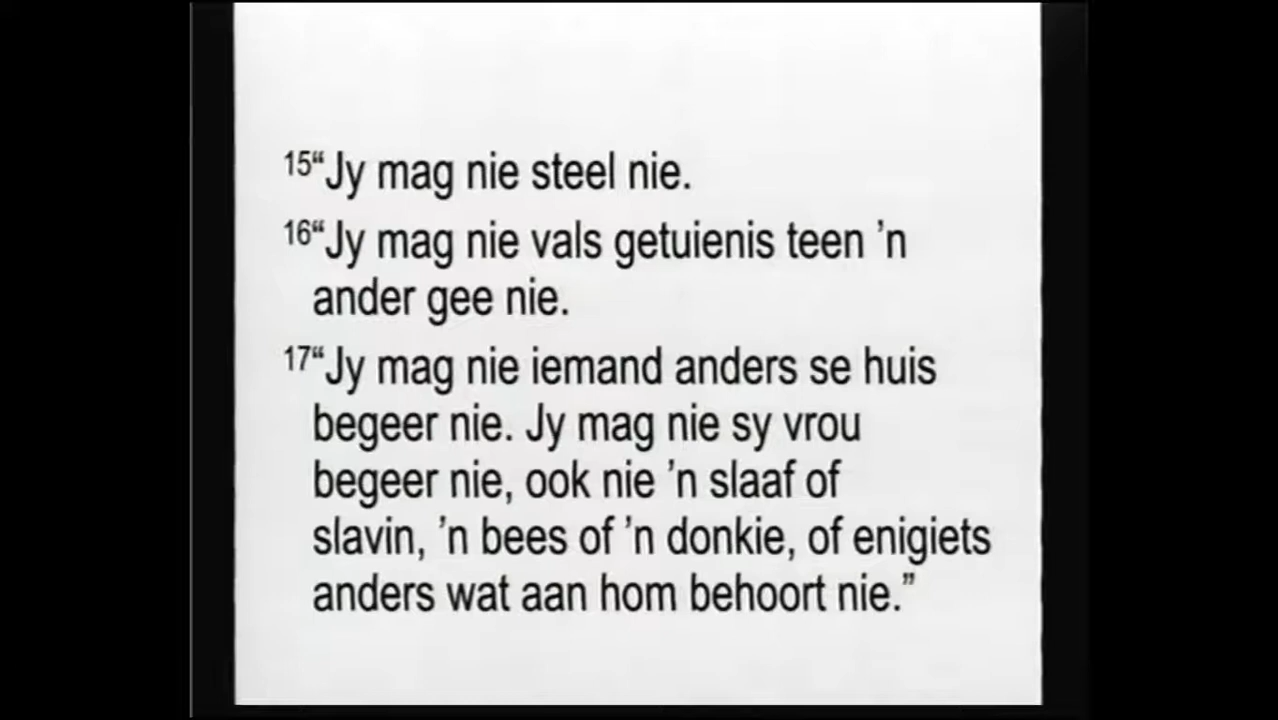 15“Jy mag nie steel nie.
16“Jy mag nie vals getuienis teen ’n
ander gee nie.
17“Jy mag nie iemand anders se huis
begeer nie. Jy mag nie sy vrou
begeer nie, ook nie ’n slaaf of
slavin, ’n bees of ’n donkie, of enigiets
anders wat aan hom behoort nie.”